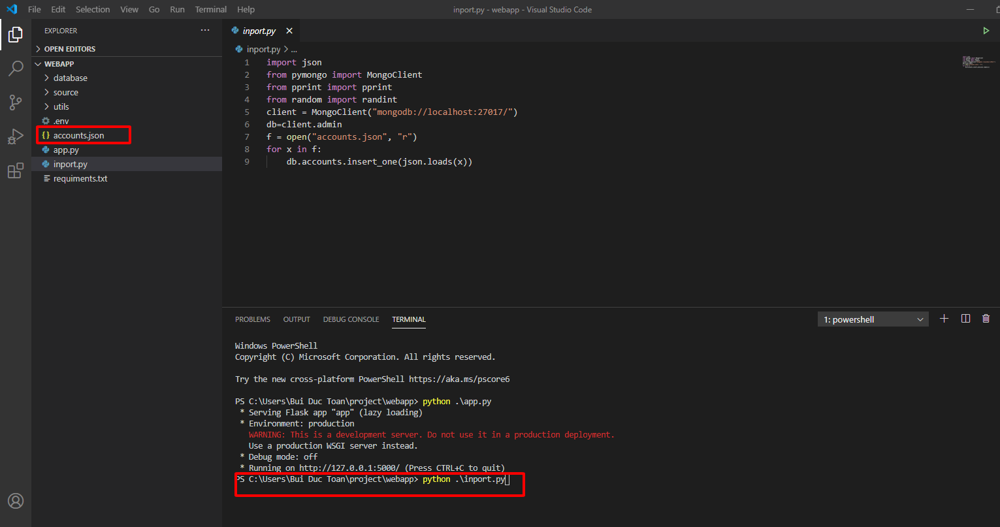 File Edit Selection View Go Run Terminal Help
inport.py - webapp - Visual Studio Code
EXPLORER
OPEN EDITORS
WEBAPP
database
source
utils
.env
accounts.json
app.py
inport.py
requiments.txt
inport.py
inport.py > ...
1 import json
2 from pymongo import MongoClient
3 from pprint import pprint
4 from random import randint
5 client = MongoClient("mongodb://localhost:27017/")
6 db=client.admin
7 f = open("accounts.json", "r")
8 for x in f:
9 db.accounts.insert_one(json.loads(x))
PROBLEMS OUTPUT DEBUG CONSOLE TERMINAL
1: powershell
Windows PowerShell
Copyright (C) Microsoft Corporation. All rights reserved.
Try the new cross-platform PowerShell https://aka.ms/pscore6
PS C:\Users\Bui Duc Toan\project\webapp> python .\app.py
* Serving Flask app "app" (lazy loading)
* Environment: production
WARNING: This is a development server. Do not use it in a production deployment.
Use a production WSGI server instead.
* Debug mode: off
* Running on http://127.0.0.1:5000/ (Press CTRL+C to quit)
PS C:\Users\Bui Duc Toan\project\webapp> python .\inport.py